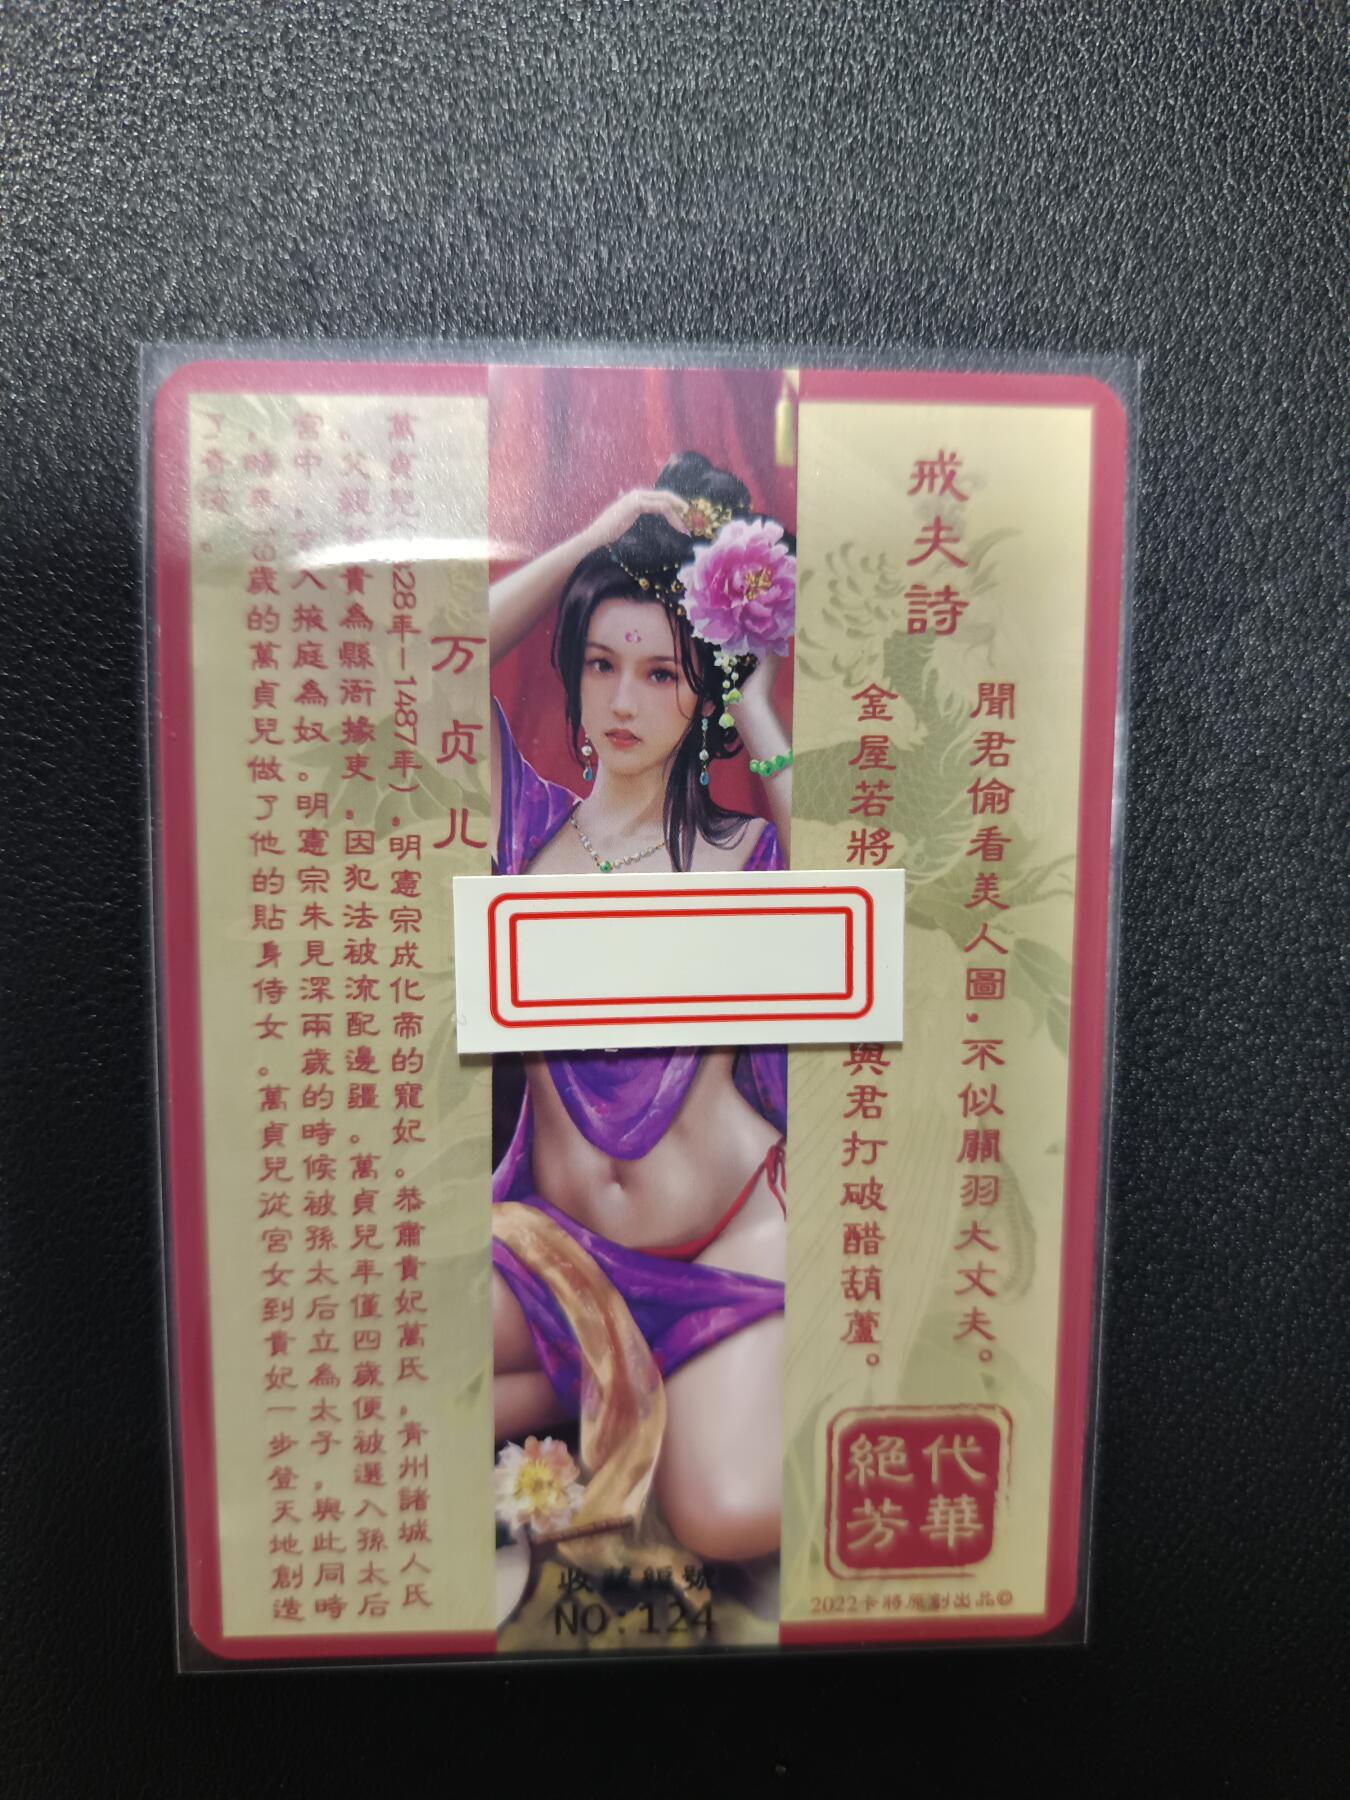 戒夫詩
聞君偷看美人圖,不似關羽大丈夫。
金屋若將 與君打破醋葫蘆。
絕代
芳華
2022卡將原創出品©
万贞儿
萬貞兒 28年—1487年),明憲宗成化帝的寵妃。恭肅貴妃萬氏,青州諸城人氏
,父親 貴為縣衙掾吏,因犯法被流配邊疆。萬貞兒年僅四歲便被選入孫太后
宮中, 入掖庭為奴。明憲宗朱見深兩歲的時候被孫太后立為太子,與此同時
,時年19歲的萬貞兒做了他的貼身侍女。萬貞兒從宮女到貴妃一步登天地創造
了奇 。
收藏編號
NO:124